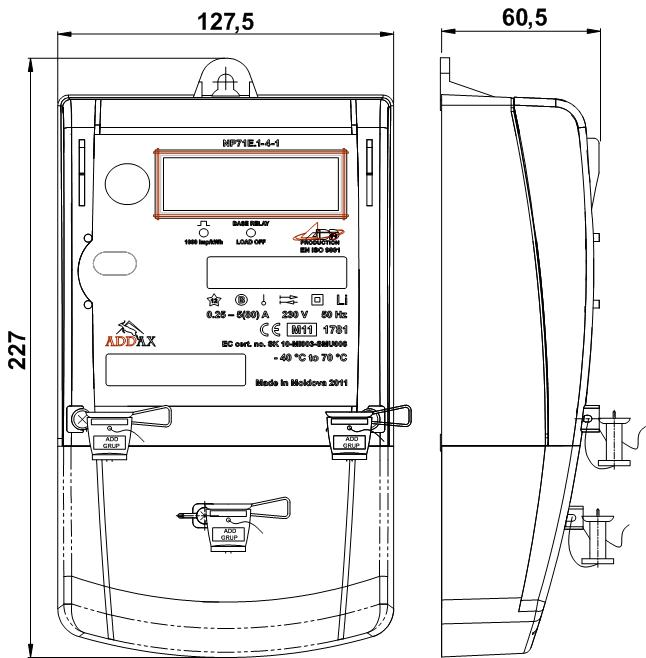 127,5
60,5
227
NP71E.1-4-1
BASE RELAY
1000 imp/kWh LOAD OFF
PRODUCTION
EN ISO 9001
B Li
0.25 – 5(80) A 230 V 50 Hz
CE M11 1781
ADDAX
EC cert. no. SK 10-MI003-SMU006
- 40 °C to 70 °C
Made in Moldova 2011
ADD
GRUP
ADD
GRUP
ADD
GRUP